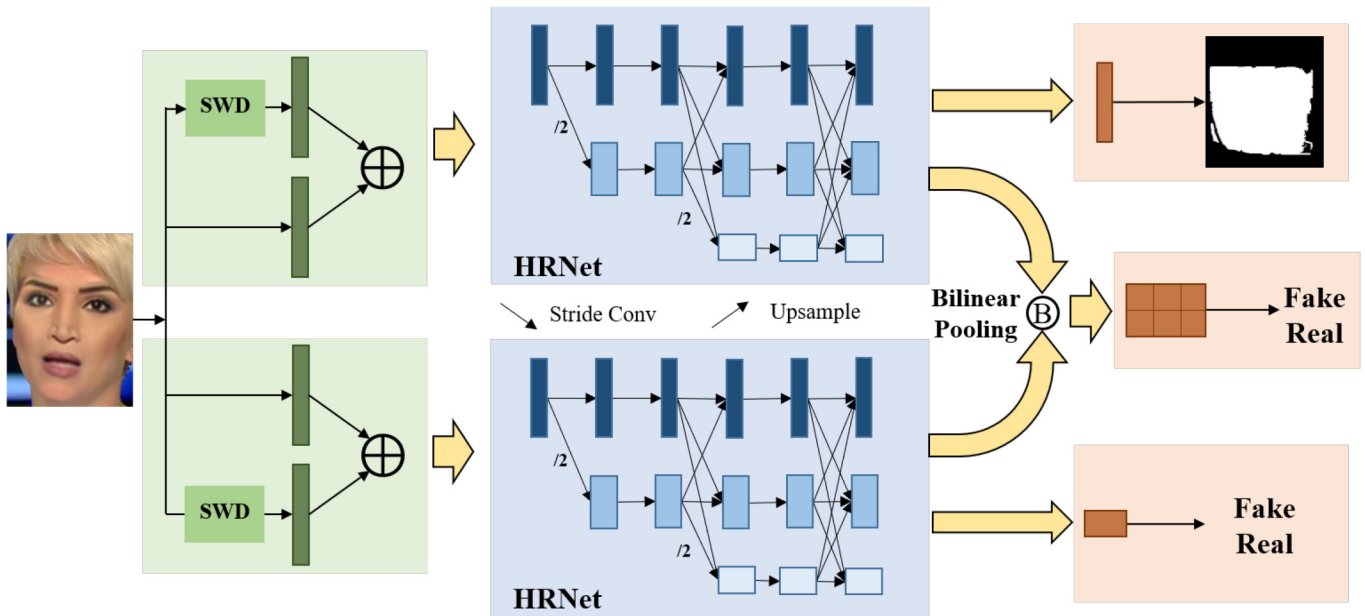 SWD
/2
/2
HRNet
Stride Conv
Upsample
Bilinear
Pooling
B
Fake
Real
SWD
/2
/2
HRNet
Fake
Real